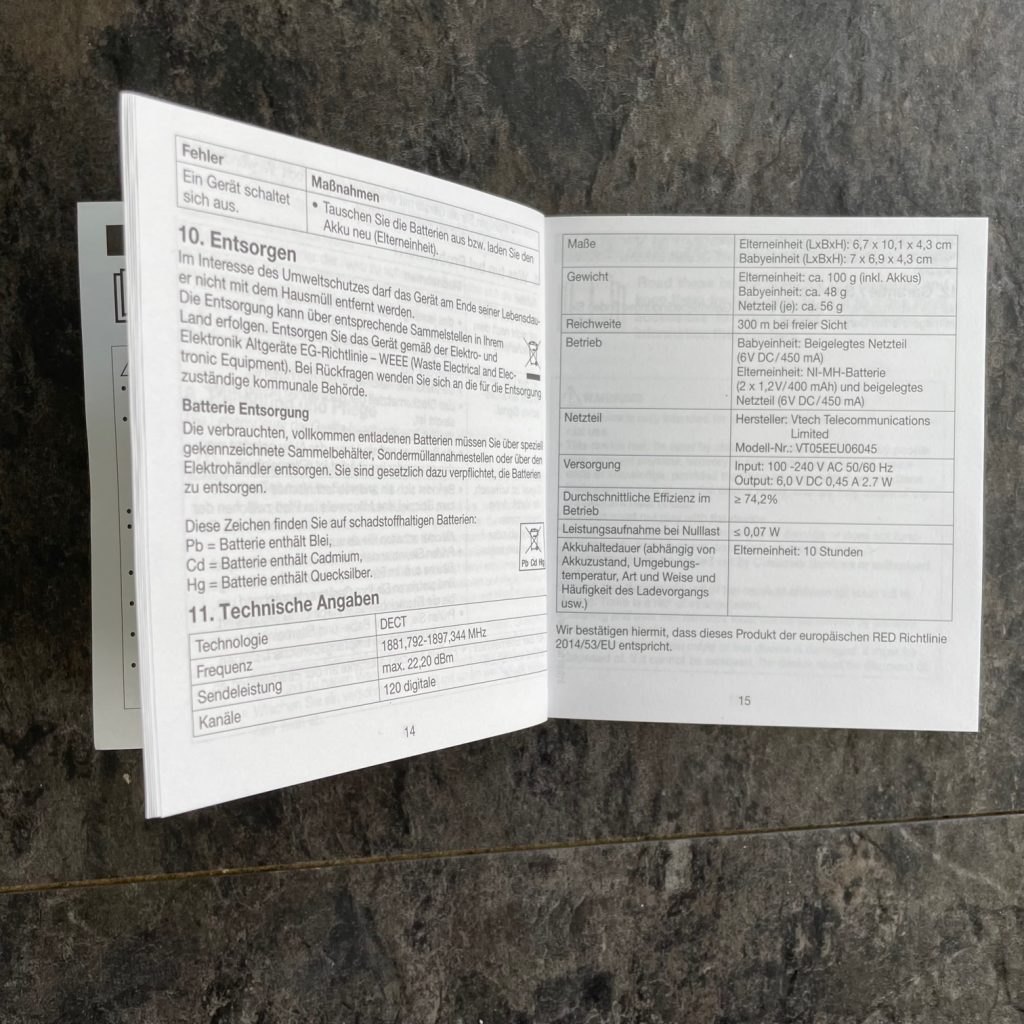 Fehler
Maßnahmen
Ein Gerät schaltet
sich aus.
• Tauschen Sie die Batterien aus bzw. laden Sie den
Akku neu (Elterneinheit).
10. Entsorgen
Im Interesse des Umweltschutzes darf das Gerät am Ende seiner Lebensdau-
er nicht mit dem Hausmüll entfernt werden.
Die Entsorgung kann über entsprechende Sammelstellen in Ihrem
Land erfolgen. Entsorgen Sie das Gerät gemäß der Elektro- und
Elektronik Altgeräte EG-Richtlinie – WEEE (Waste Electrical and Elec-
tronic Equipment). Bei Rückfragen wenden Sie sich an die für die Entsorgung
zuständige kommunale Behörde.
Batterie Entsorgung
Die verbrauchten, vollkommen entladenen Batterien müssen Sie über speziell
gekennzeichnete Sammelbehälter, Sondermüllannahmestellen oder über den
Elektrohändler entsorgen. Sie sind gesetzlich dazu verpflichtet, die Batterien
zu entsorgen.
Diese Zeichen finden Sie auf schadstoffhaltigen Batterien:
Pb = Batterie enthält Blei,
Cd = Batterie enthält Cadmium,
Hg = Batterie enthält Quecksilber.
Pb Cd Hg
11. Technische Angaben
Technologie DECT
Frequenz 1881,792-1897,344 MHz
Sendeleistung max. 22,20 dBm
Kanäle 120 digitale
14
Maße Elterneinheit (LxBxH): 6,7 x 10,1 x 4,3 cm
Babyeinheit (LxBxH): 7 x 6,9 x 4,3 cm
Gewicht Elterneinheit: ca. 100 g (inkl. Akkus)
Babyeinheit: ca. 48 g
Netzteil (je): ca. 56 g
Reichweite 300 m bei freier Sicht
Betrieb Babyeinheit: Beigelegtes Netzteil
(6V DC/450 mA)
Elterneinheit: NI-MH-Batterie
(2 x 1,2V/400 mAh) und beigelegtes
Netzteil (6V DC/450 mA)
Netzteil Hersteller: Vtech Telecommunications
Limited
Modell-Nr.: VT05EEU06045
Versorgung Input: 100 -240 V AC 50/60 Hz
Output: 6,0 V DC 0,45 A 2.7 W
Durchschnittliche Effizienz im ≥ 74,2%
Betrieb
Leistungsaufnahme bei Nulllast ≤ 0,07 W
Akkuhaltedauer (abhängig von Elterneinheit: 10 Stunden
Akkuzustand, Umgebungs-
temperatur, Art und Weise und
Häufigkeit des Ladevorgangs
usw.)
Wir bestätigen hiermit, dass dieses Produkt der europäischen RED Richtlinie
2014/53/EU entspricht.
15